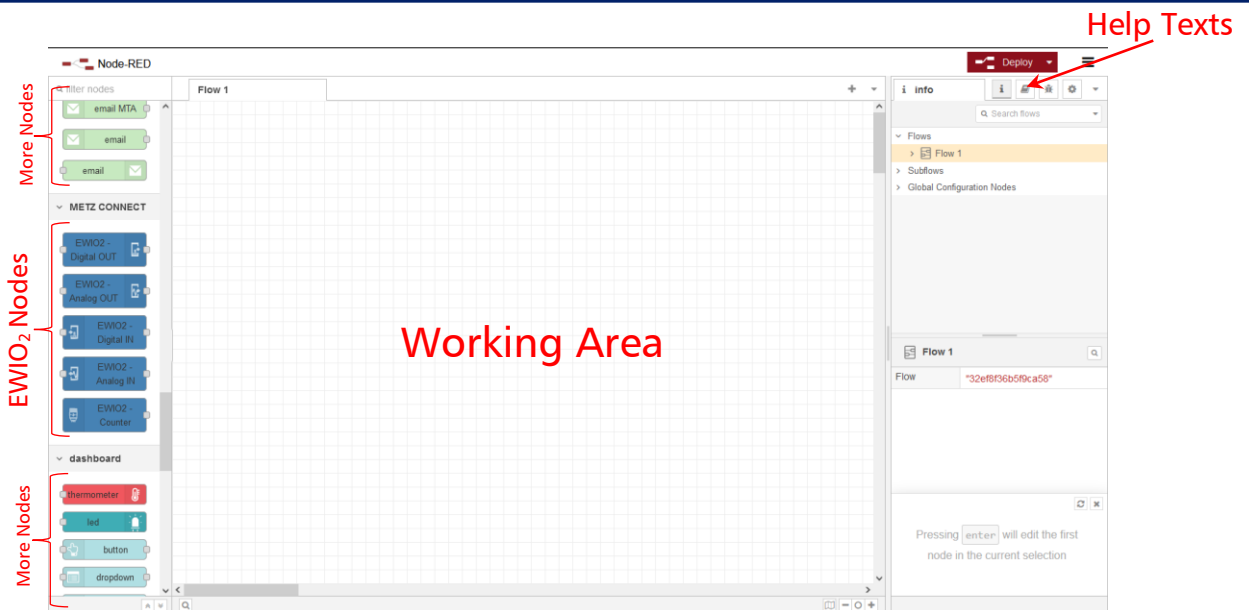 Help Texts
Node-RED
Deploy
filter nodes
Flow 1
info
Search flows
More Nodes
email MTA
email
email
Flows
Flow 1
Subflows
Global Configuration Nodes
METZ CONNECT
EWIO₂ Nodes
EWIO2 -
Digital OUT
EWIO2 -
Analog OUT
EWIO2 -
Digital IN
EWIO2 -
Analog IN
EWIO2 -
Counter
Working Area
Flow 1
Flow "32ef8f36b5f9ca58"
dashboard
More Nodes
thermometer
led
button
dropdown
Pressing enter will edit the first
node in the current selection